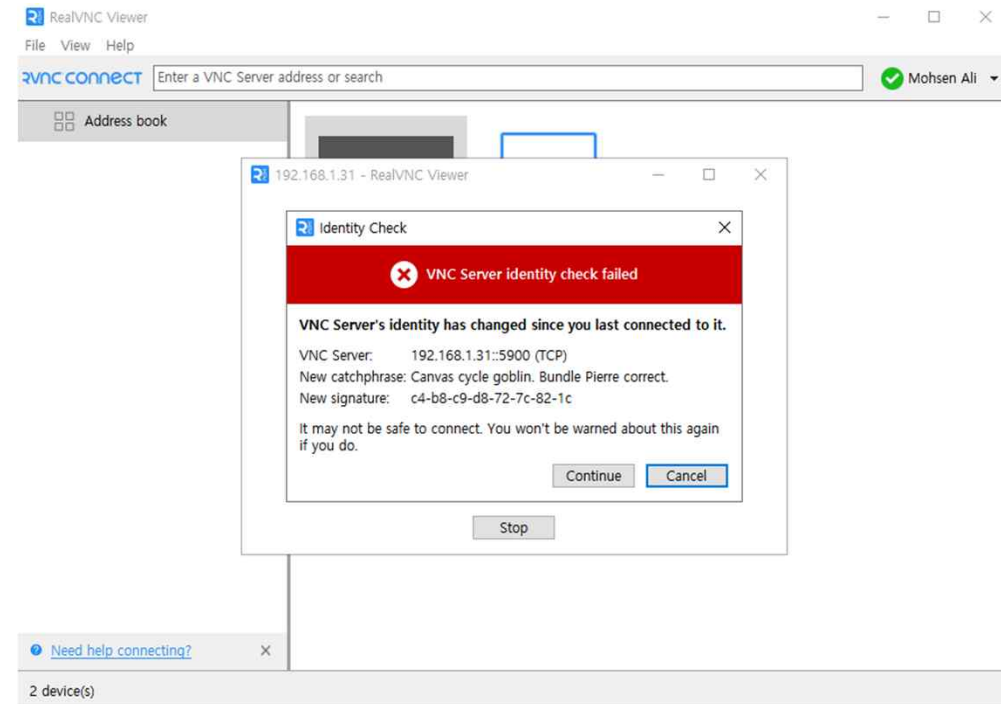 RealVNC Viewer
File View Help
RVNC CONNECT Enter a VNC Server address or search Mohsen Ali
Address book
192.168.1.31 - RealVNC Viewer
Identity Check
VNC Server identity check failed
VNC Server's identity has changed since you last connected to it.
VNC Server: 192.168.1.31::5900 (TCP)
New catchphrase: Canvas cycle goblin. Bundle Pierre correct.
New signature: c4-b8-c9-d8-72-7c-82-1c
It may not be safe to connect. You won't be warned about this again
if you do.
Continue Cancel
Stop
Need help connecting?
2 device(s)